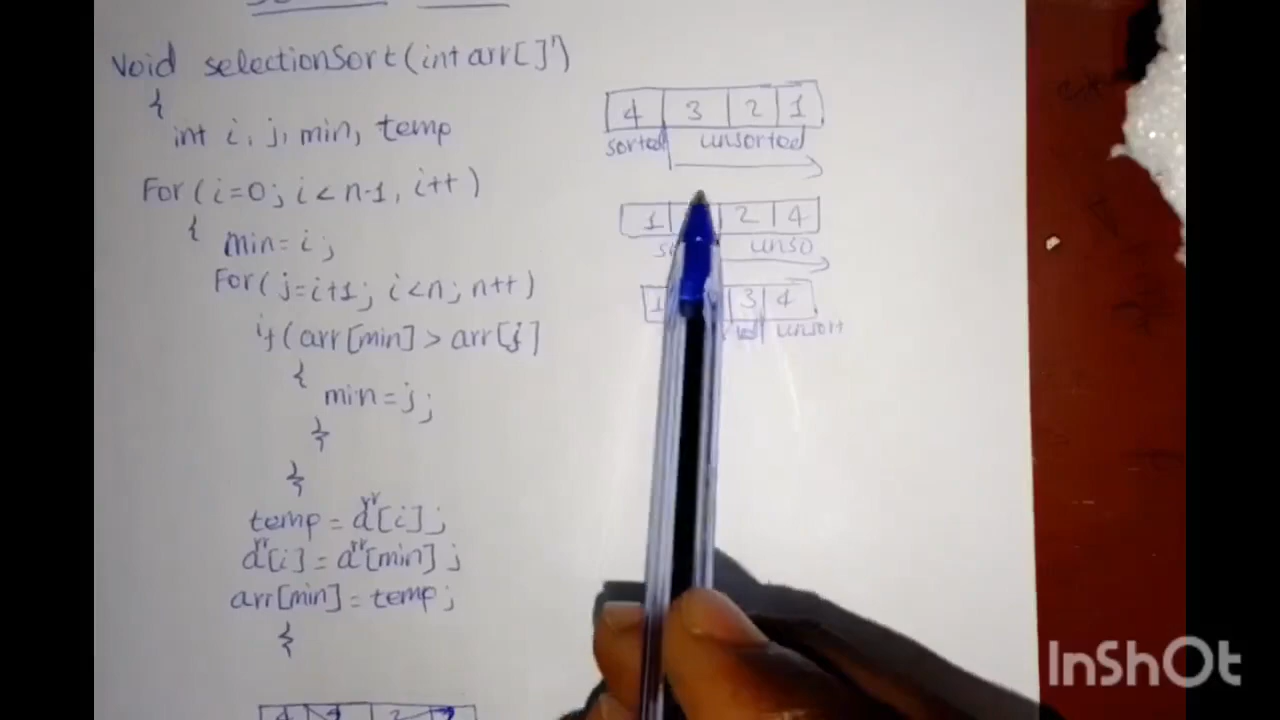 Void selectionSort(int arr[])
{
int i, j, min, temp
For(i=0; i<n-1, i++)
{ min=i;
For(j=i+1; i<n; n++)
if(arr[min]>arr[j]
{
min=j;
}
}
temp=arr[i];
arr[i]=arr[min];
arr[min]=temp;
}
4 3 2 1
sorted unsorted
1 2 4
unso
1 3 4
unsort
InShOt